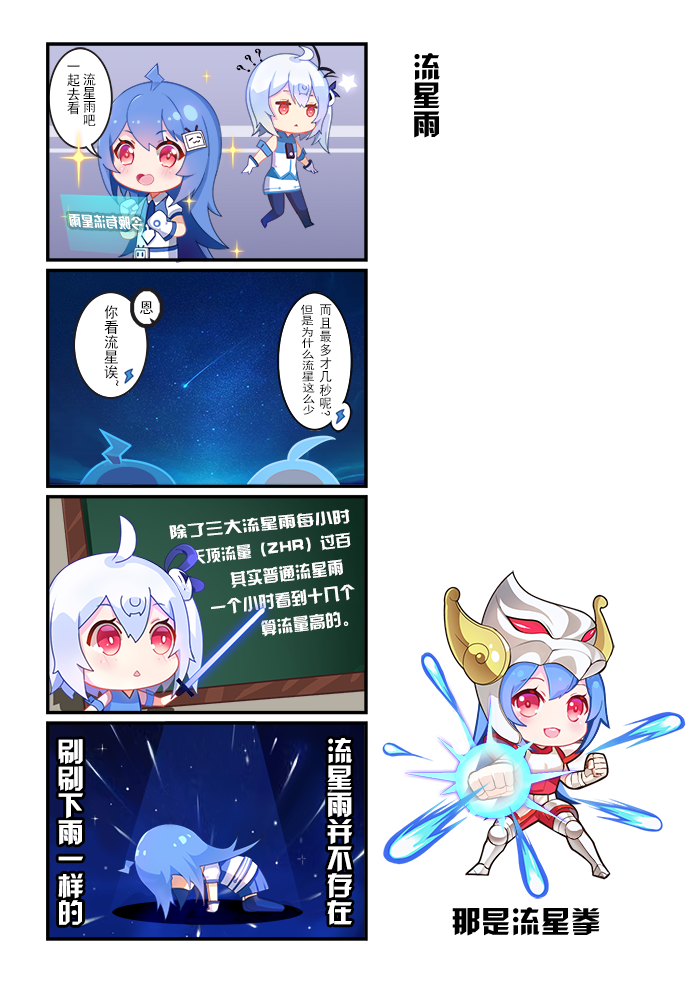 流星雨
流星雨吧
一起去看
???
今晚有流星雨
恩
你看流星诶~
而且最多才几秒呢?
但是为什么流星这么少
除了三大流星雨每小时
天顶流量（ZHR）过百
其实普通流星雨
一个小时看到十几个
算流量高的。
流星雨并不存在
刷刷下雨一样的
那是流星拳